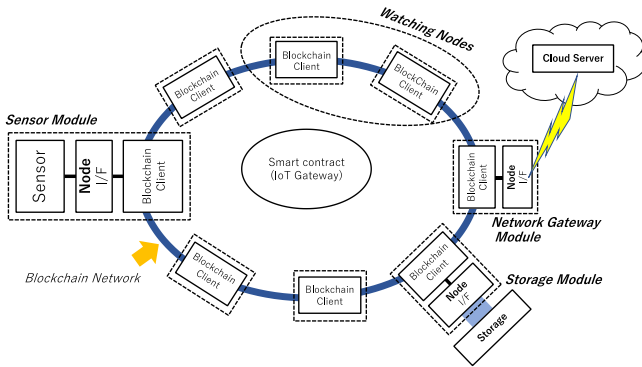 Watching Nodes
Cloud Server
Blockchain
Client
Blockchain
Client
BlockChain
Client
Sensor Module
Sensor
Node
I/F
Blockchain
Client
Smart contract
(IoT Gateway)
Blockchain
Client
Node
I/F
Network Gateway
Module
Blockchain Network
Blockchain
Client
Blockchain
Client
Blockchain
Client
Node
I/F
Storage Module
Storage